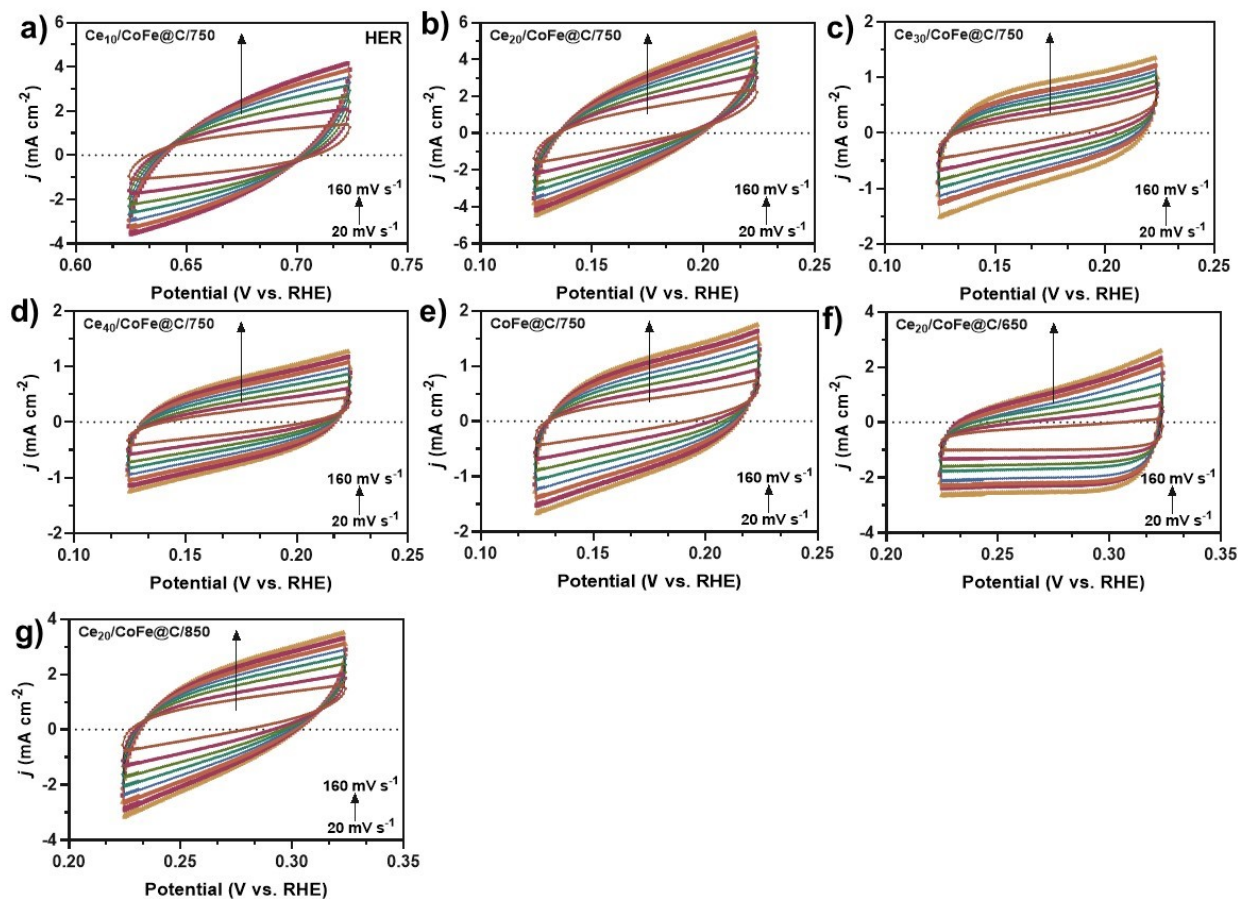 a)
Ce₁₀/CoFe@C/750
HER
6
4
2
0
-2
-4
j (mA cm⁻²)
160 mV s⁻¹
20 mV s⁻¹
0.60 0.65 0.70 0.75
Potential (V vs. RHE)
b)
Ce₂₀/CoFe@C/750
6
4
2
0
-2
-4
-6
j (mA cm⁻²)
160 mV s⁻¹
20 mV s⁻¹
0.10 0.15 0.20 0.25
Potential (V vs. RHE)
c)
Ce₃₀/CoFe@C/750
2
1
0
-1
-2
j (mA cm⁻²)
160 mV s⁻¹
20 mV s⁻¹
0.10 0.15 0.20 0.25
Potential (V vs. RHE)
d)
Ce₄₀/CoFe@C/750
2
1
0
-1
-2
j (mA cm⁻²)
160 mV s⁻¹
20 mV s⁻¹
0.10 0.15 0.20 0.25
Potential (V vs. RHE)
e)
CoFe@C/750
2
1
0
-1
-2
j (mA cm⁻²)
160 mV s⁻¹
20 mV s⁻¹
0.10 0.15 0.20 0.25
Potential (V vs. RHE)
f)
Ce₂₀/CoFe@C/650
4
2
0
-2
-4
j (mA cm⁻²)
160 mV s⁻¹
20 mV s⁻¹
0.20 0.25 0.30 0.35
Potential (V vs. RHE)
g)
Ce₂₀/CoFe@C/850
4
2
0
-2
-4
j (mA cm⁻²)
160 mV s⁻¹
20 mV s⁻¹
0.20 0.25 0.30 0.35
Potential (V vs. RHE)